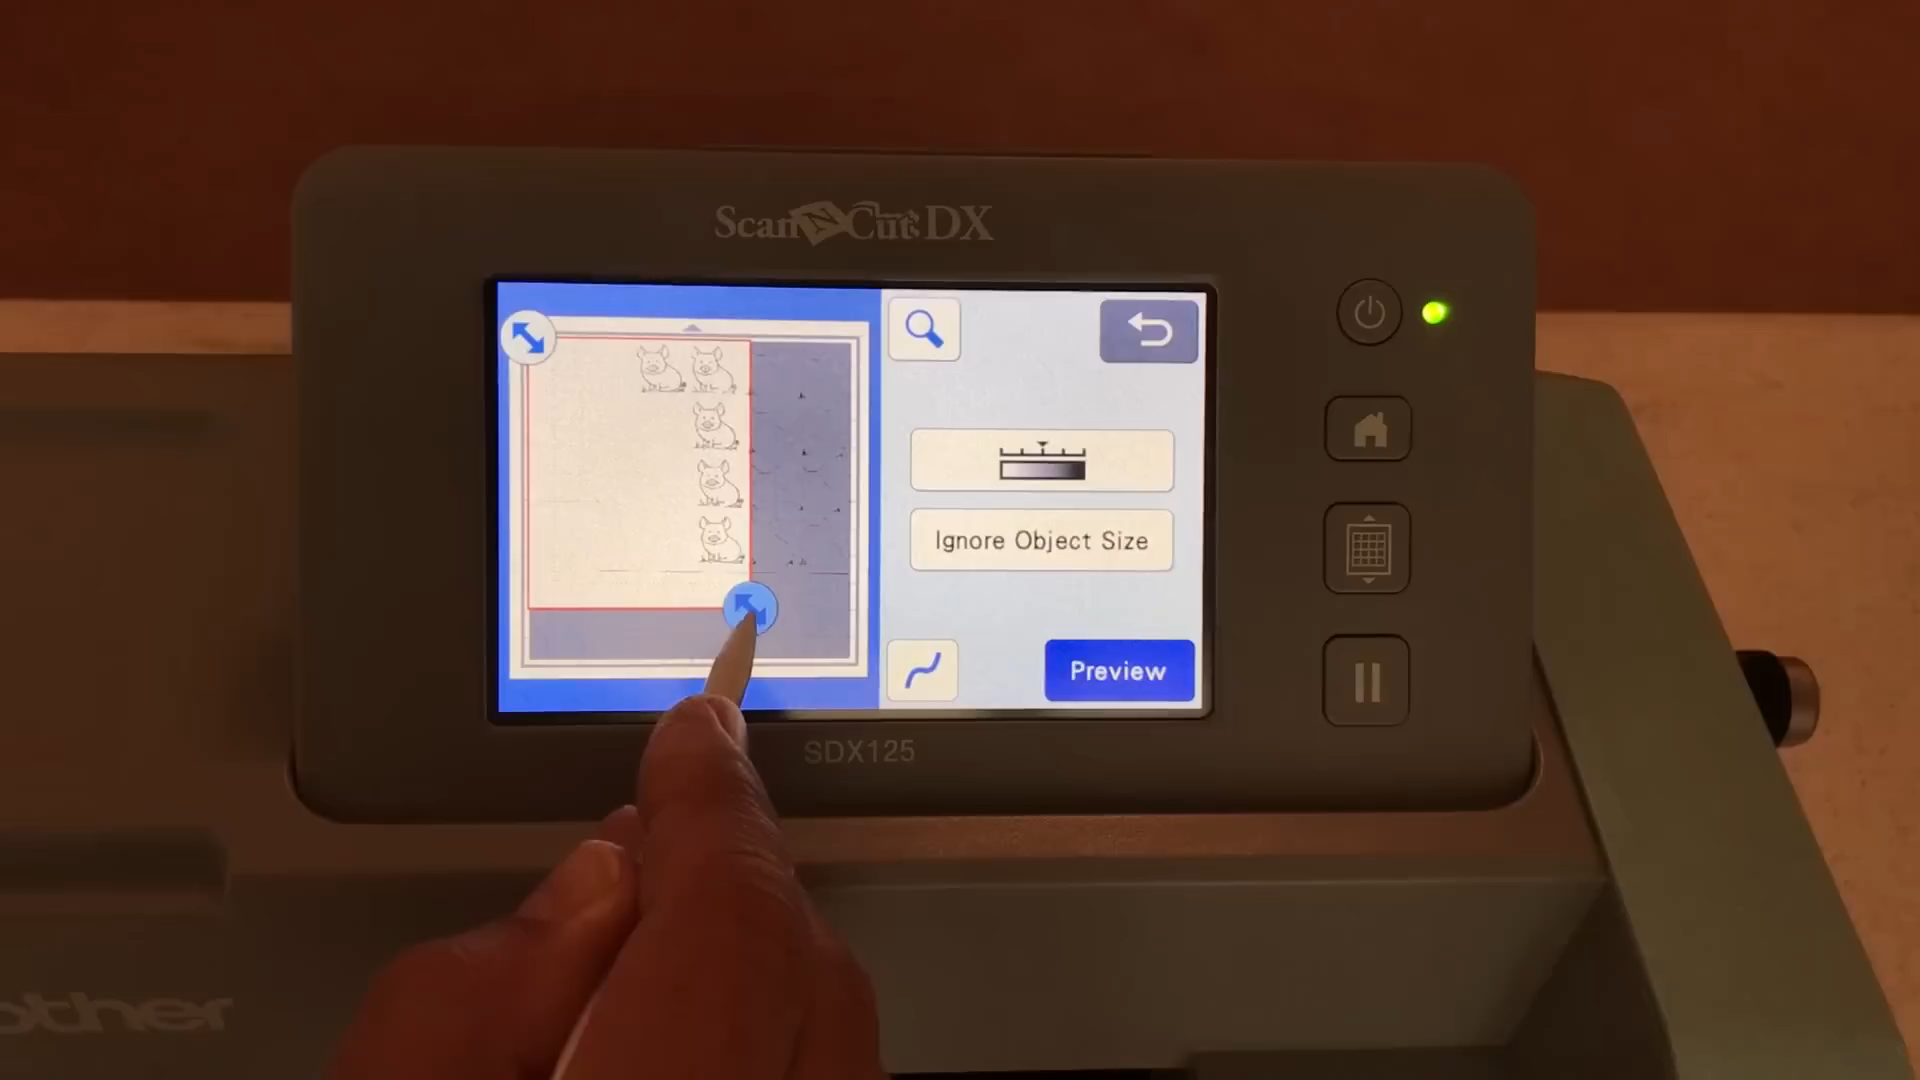 ScanNCut DX
Ignore Object Size
Preview
SDX125
other